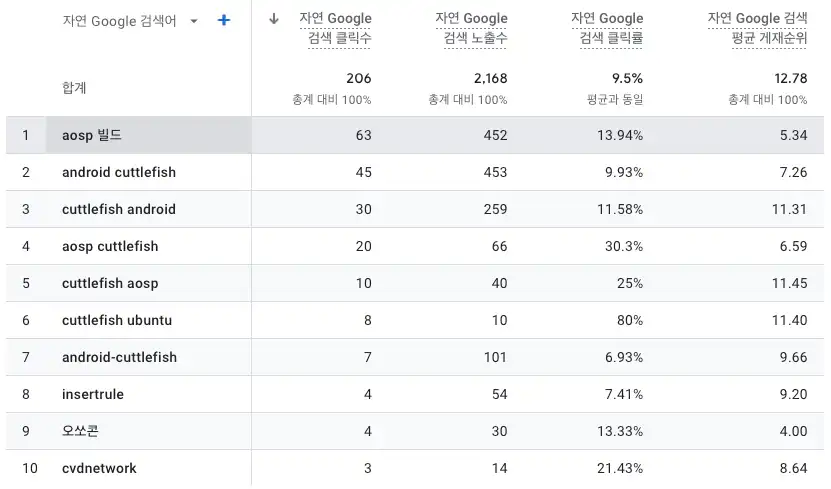 자연 Google 검색어
자연 Google 검색 클릭수
자연 Google 검색 노출수
자연 Google 검색 클릭률
자연 Google 검색 평균 게재순위
합계
206 2,168 9.5% 12.78
총계 대비 100% 총계 대비 100% 평균과 동일 총계 대비 100%
1 aosp 빌드 63 452 13.94% 5.34
2 android cuttlefish 45 453 9.93% 7.26
3 cuttlefish android 30 259 11.58% 11.31
4 aosp cuttlefish 20 66 30.3% 6.59
5 cuttlefish aosp 10 40 25% 11.45
6 cuttlefish ubuntu 8 10 80% 11.40
7 android-cuttlefish 7 101 6.93% 9.66
8 insertrule 4 54 7.41% 9.20
9 오쏘콘 4 30 13.33% 4.00
10 cvdnetwork 3 14 21.43% 8.64